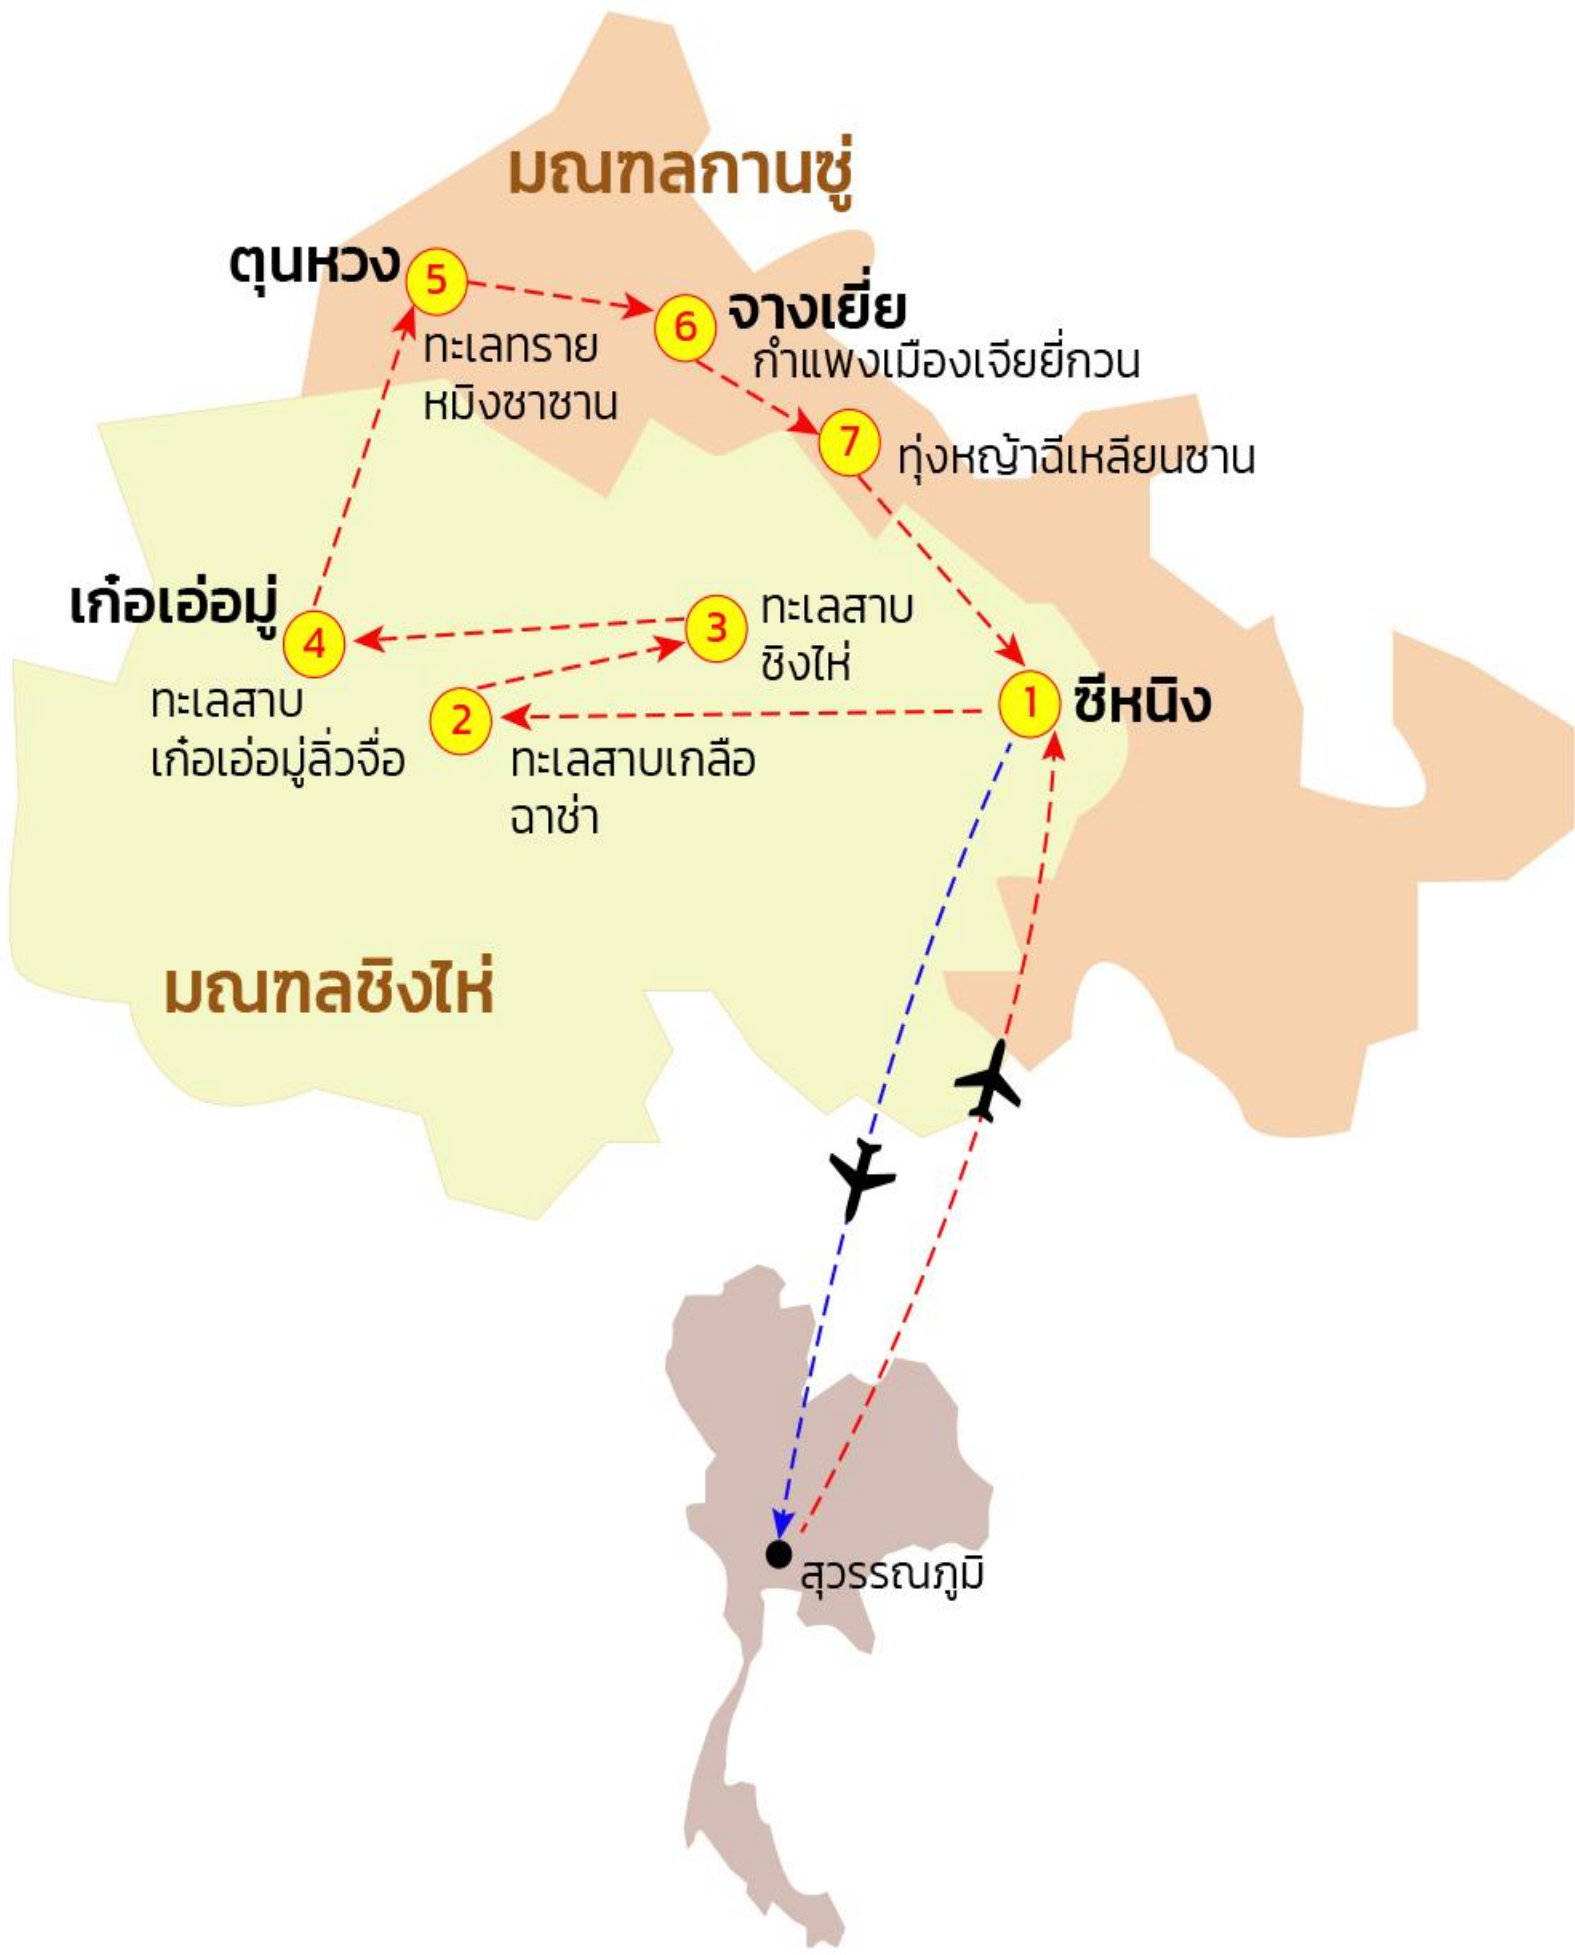 มณฑลกานซู่
ตุนหวง
5
ทะเลทราย
หมิงซาซาน
6
จางเยี่ย
กำแพงเมืองเจียยี่กวน
7
ทุ่งหญ้าฉีเหลียนซาน
เก๋อเอ่อมู่
4
ทะเลสาบ
เก๋อเอ่อมู่ลิ่วจื่อ
3
ทะเลสาบ
ชิงไห่
2
ทะเลสาบเกลือ
ฉาช่า
1
ซีหนิง
มณฑลชิงไห่
สุวรรณภูมิ